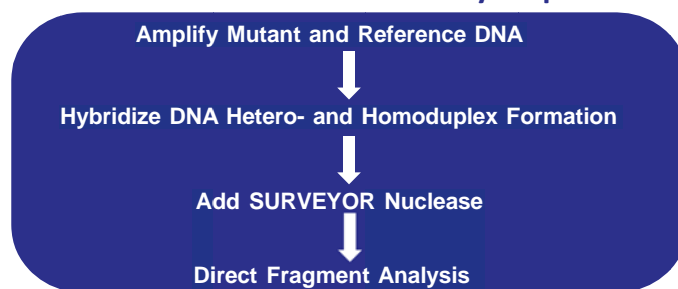 Amplify Mutant and Reference DNA
Hybridize DNA Hetero- and Homoduplex Formation
Add SURVEYOR Nuclease
Direct Fragment Analysis